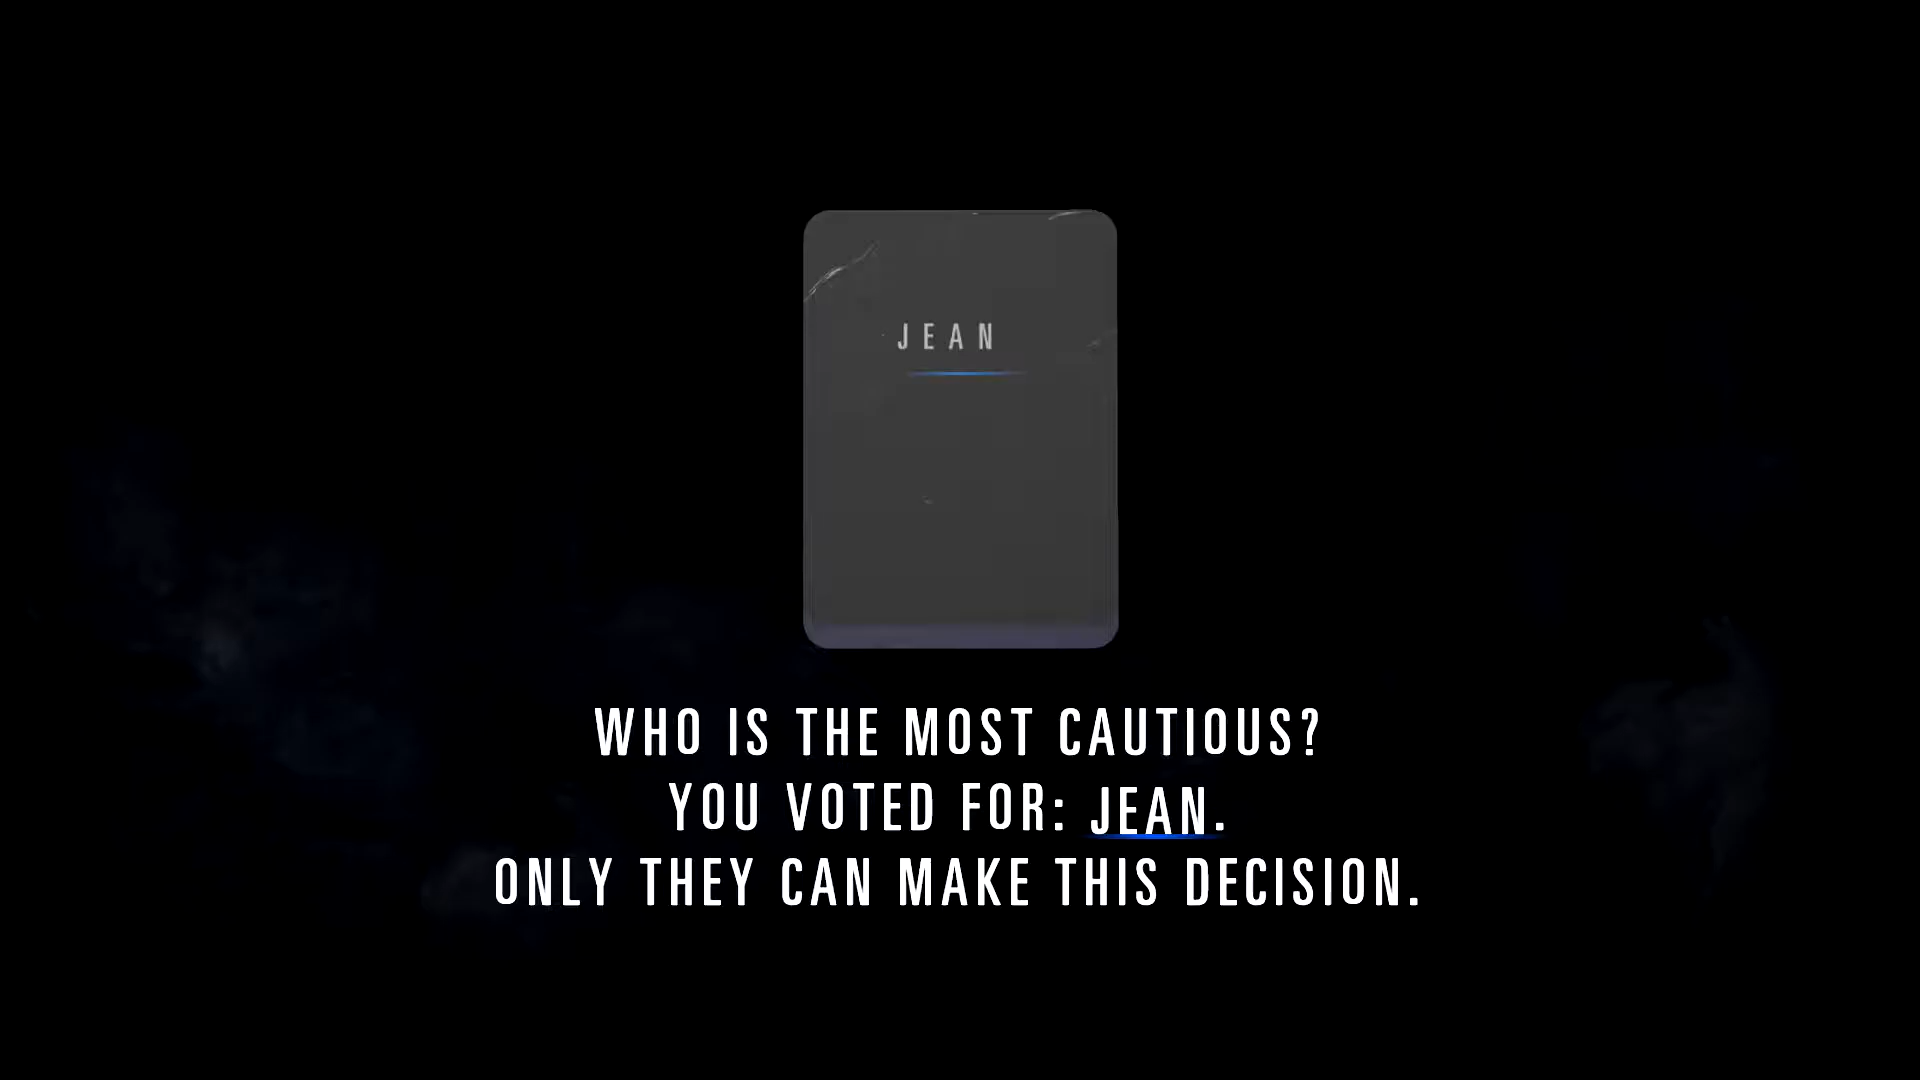 JEAN
WHO IS THE MOST CAUTIOUS?
YOU VOTED FOR: JEAN.
ONLY THEY CAN MAKE THIS DECISION.